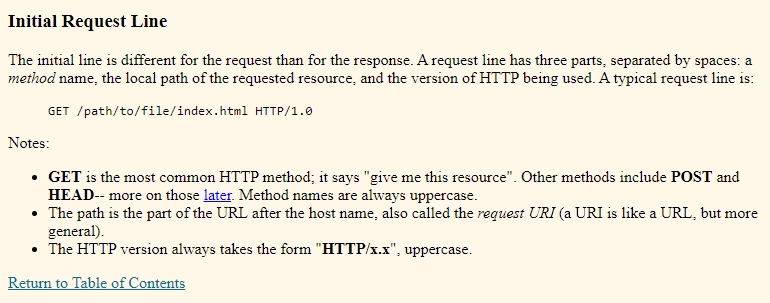 Initial Request Line
The initial line is different for the request than for the response. A request line has three parts, separated by spaces: a
method name, the local path of the requested resource, and the version of HTTP being used. A typical request line is:
GET /path/to/file/index.html HTTP/1.0
Notes:
• GET is the most common HTTP method; it says "give me this resource". Other methods include POST and
HEAD-- more on those later. Method names are always uppercase.
• The path is the part of the URL after the host name, also called the request URI (a URI is like a URL, but more
general).
• The HTTP version always takes the form "HTTP/x.x", uppercase.
Return to Table of Contents